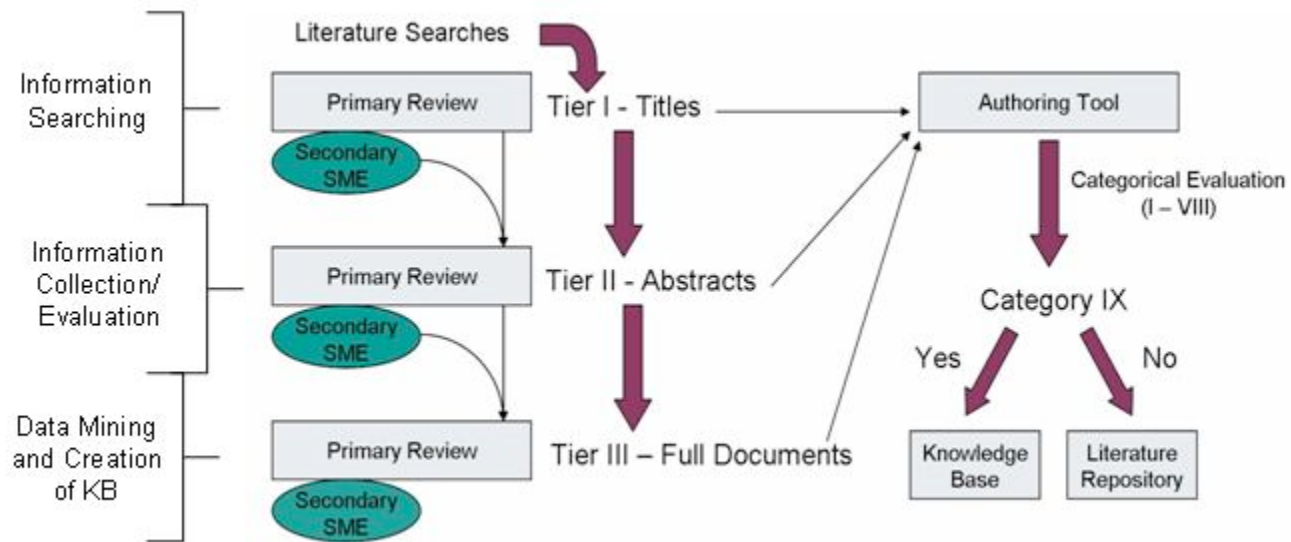 Literature Searches
Information
Searching
Primary Review
Tier I - Titles
Authoring Tool
Secondary
SME
Categorical Evaluation
(I – VIII)
Information
Collection/
Evaluation
Primary Review
Tier II - Abstracts
Category IX
Secondary
SME
Yes
No
Data Mining
and Creation
of KB
Primary Review
Tier III – Full Documents
Knowledge
Base
Literature
Repository
Secondary
SME